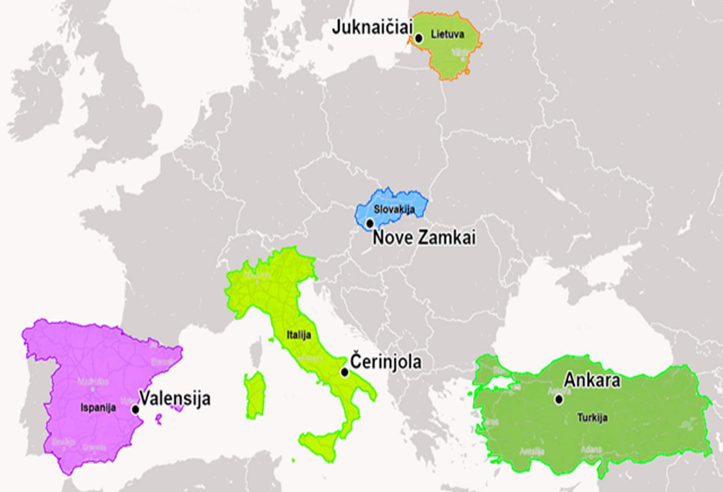 Juknaičiai
Lietuva
Slovakija
Nove Zamkai
Italija
Čerinjola
Valensija
Ispanija
Ankara
Turkija